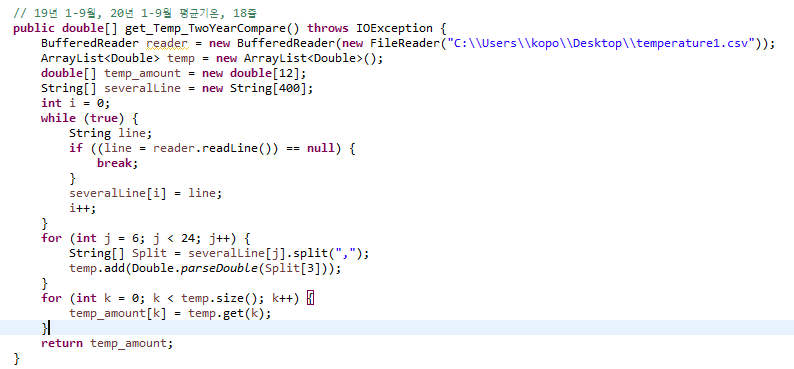 // 19년 1-9월, 20년 1-9월 평균기온, 18줄
public double[] get_Temp_TwoYearCompare() throws IOException {
BufferedReader reader = new BufferedReader(new FileReader("C:\\Users\\kopo\\Desktop\\temperature1.csv"));
ArrayList<Double> temp = new ArrayList<Double>();
double[] temp_amount = new double[12];
String[] severalLine = new String[400];
int i = 0;
while (true) {
String line;
if ((line = reader.readLine()) == null) {
break;
}
severalLine[i] = line;
i++;
}
for (int j = 6; j < 24; j++) {
String[] Split = severalLine[j].split(",");
temp.add(Double.parseDouble(Split[3]));
}
for (int k = 0; k < temp.size(); k++) {
temp_amount[k] = temp.get(k);
}
return temp_amount;
}